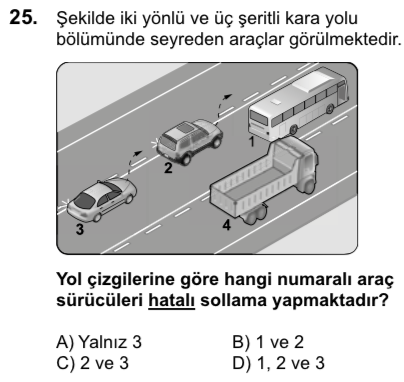 25. Şekilde iki yönlü ve üç şeritli kara yolu
bölümünde seyreden araçlar görülmektedir.
1
2
3
4
Yol çizgilerine göre hangi numaralı araç
sürücüleri hatalı sollama yapmaktadır?
A) Yalnız 3 B) 1 ve 2
C) 2 ve 3 D) 1, 2 ve 3